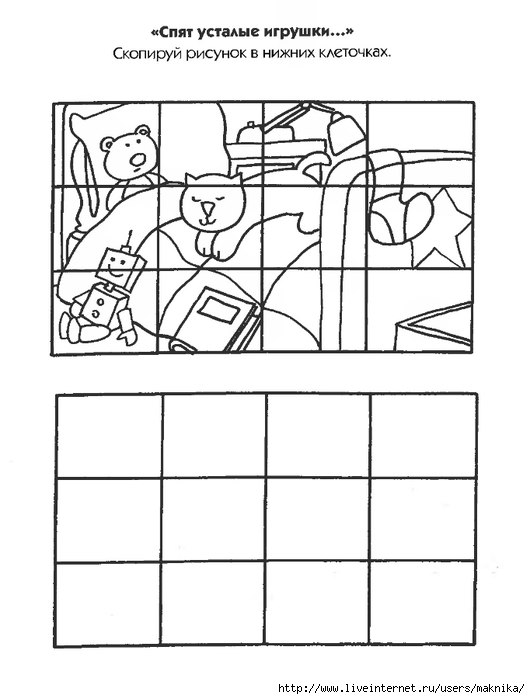 «Спят усталые игрушки...»
Скопируй рисунок в нижних клеточках.
http://www.liveinternet.ru/users/maknika/